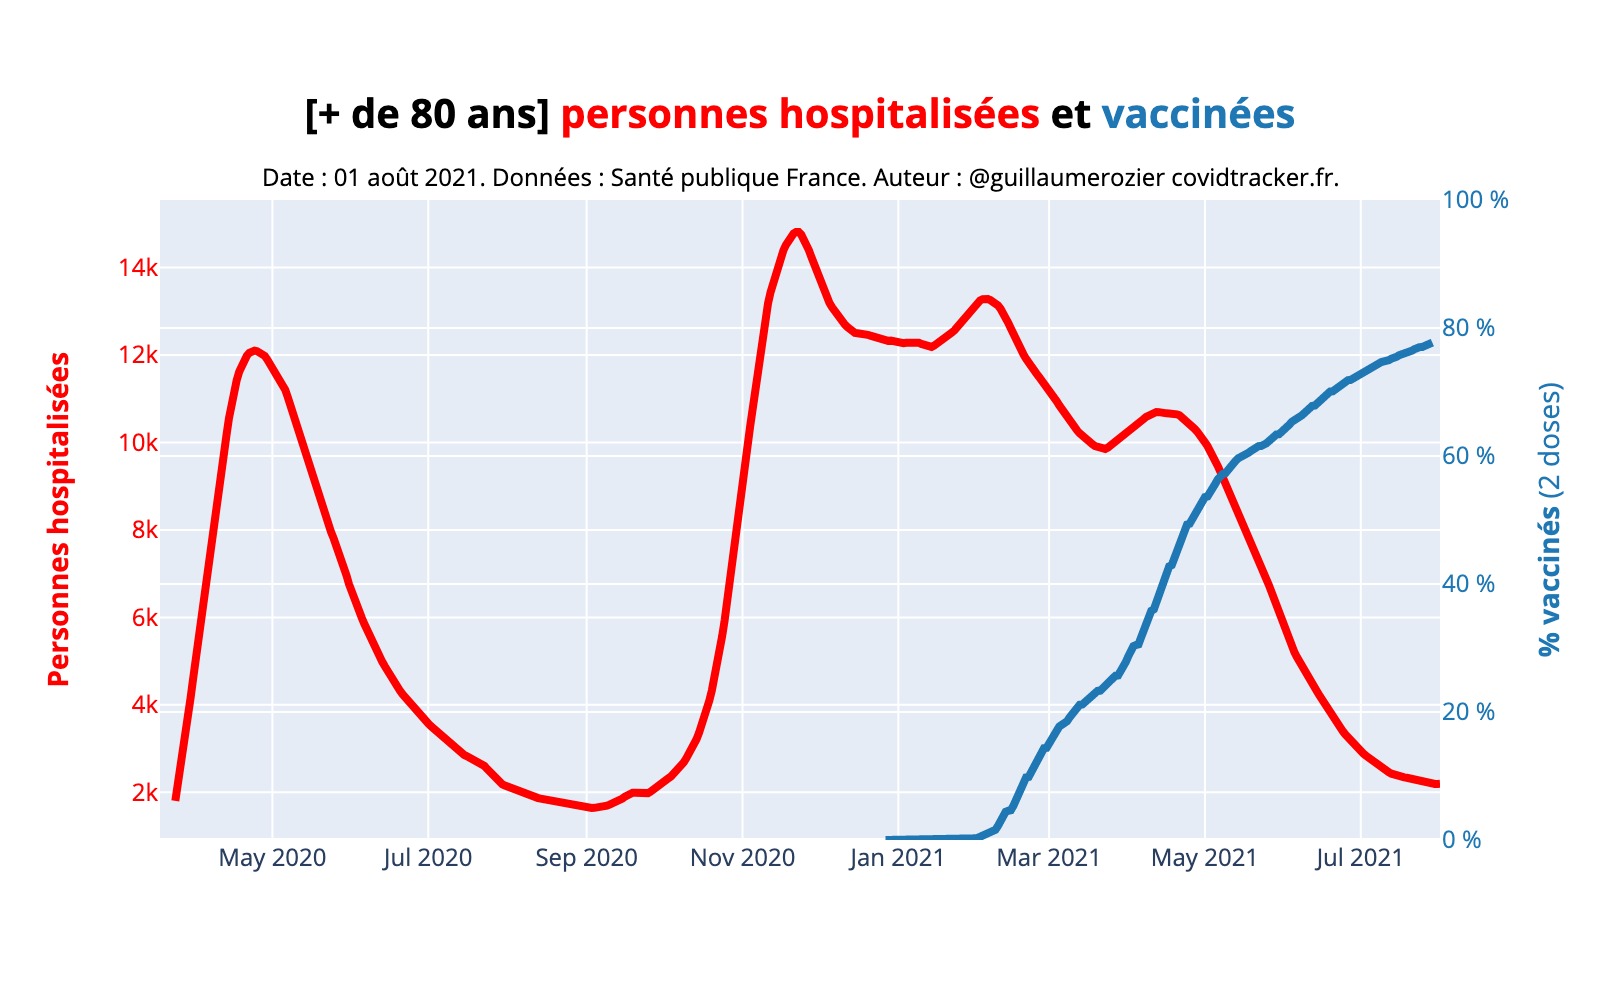 [+ de 80 ans] personnes hospitalisées et vaccinées
Date : 01 août 2021. Données : Santé publique France. Auteur : @guillaumerozier covidtracker.fr.
Personnes hospitalisées
14k
12k
10k
8k
6k
4k
2k
100 %
80 %
60 %
40 %
20 %
0 %
% vaccinés (2 doses)
May 2020
Jul 2020
Sep 2020
Nov 2020
Jan 2021
Mar 2021
May 2021
Jul 2021